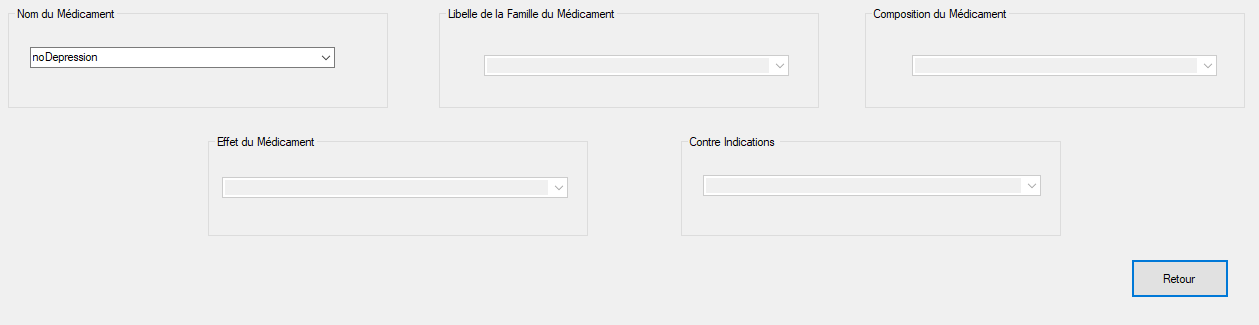 Nom du Médicament
Libelle de la Famille du Médicament
Composition du Médicament
noDepression
Effet du Médicament
Contre Indications
Retour